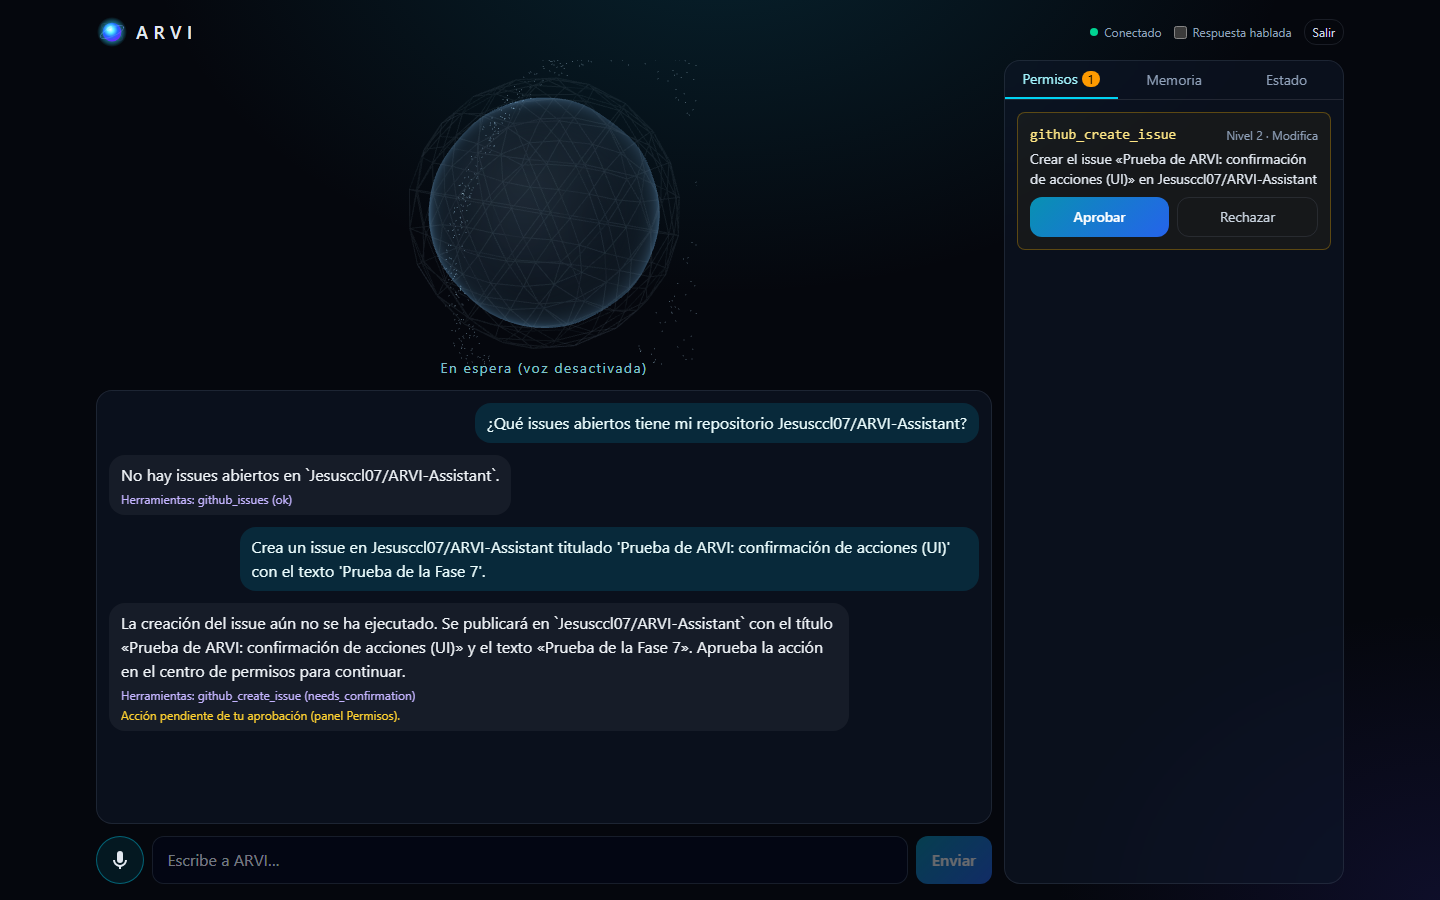 ARVI
Conectado
Respuesta hablada
Salir
En espera (voz desactivada)
¿Qué issues abiertos tiene mi repositorio Jesusccl07/ARVI-Assistant?
No hay issues abiertos en `Jesusccl07/ARVI-Assistant`.
Herramientas: github_issues (ok)
Crea un issue en Jesusccl07/ARVI-Assistant titulado 'Prueba de ARVI: confirmación de acciones (UI)'
con el texto 'Prueba de la Fase 7'.
La creación del issue aún no se ha ejecutado. Se publicará en `Jesusccl07/ARVI-Assistant` con el título
«Prueba de ARVI: confirmación de acciones (UI)» y el texto «Prueba de la Fase 7». Aprueba la acción
en el centro de permisos para continuar.
Herramientas: github_create_issue (needs_confirmation)
Acción pendiente de tu aprobación (panel Permisos).
Escribe a ARVI...
Enviar
Permisos 1
Memoria
Estado
github_create_issue
Nivel 2 · Modifica
Crear el issue «Prueba de ARVI: confirmación
de acciones (UI)» en Jesusccl07/ARVI-Assistant
Aprobar
Rechazar